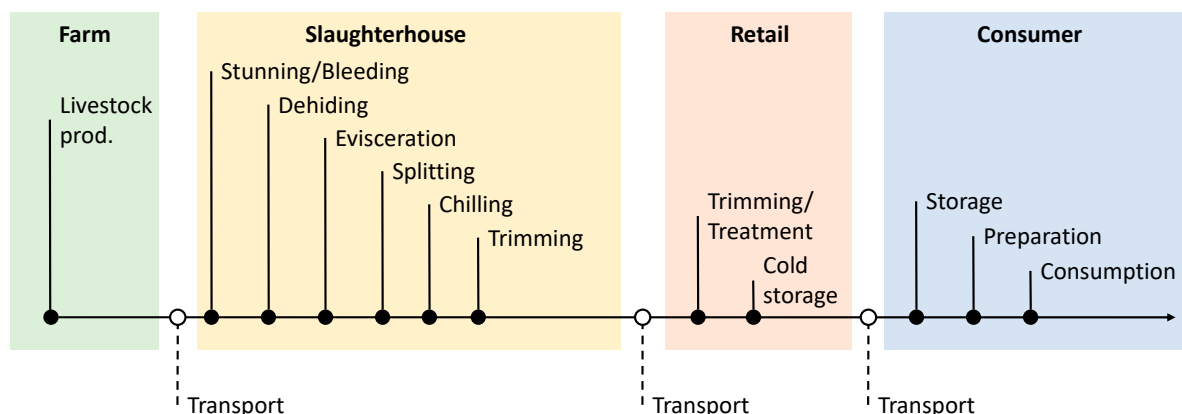 Farm
Livestock
prod.
Slaughterhouse
Stunning/Bleeding
Dehiding
Evisceration
Splitting
Chilling
Trimming
Retail
Trimming/
Treatment
Cold
storage
Consumer
Storage
Preparation
Consumption
Transport
Transport
Transport